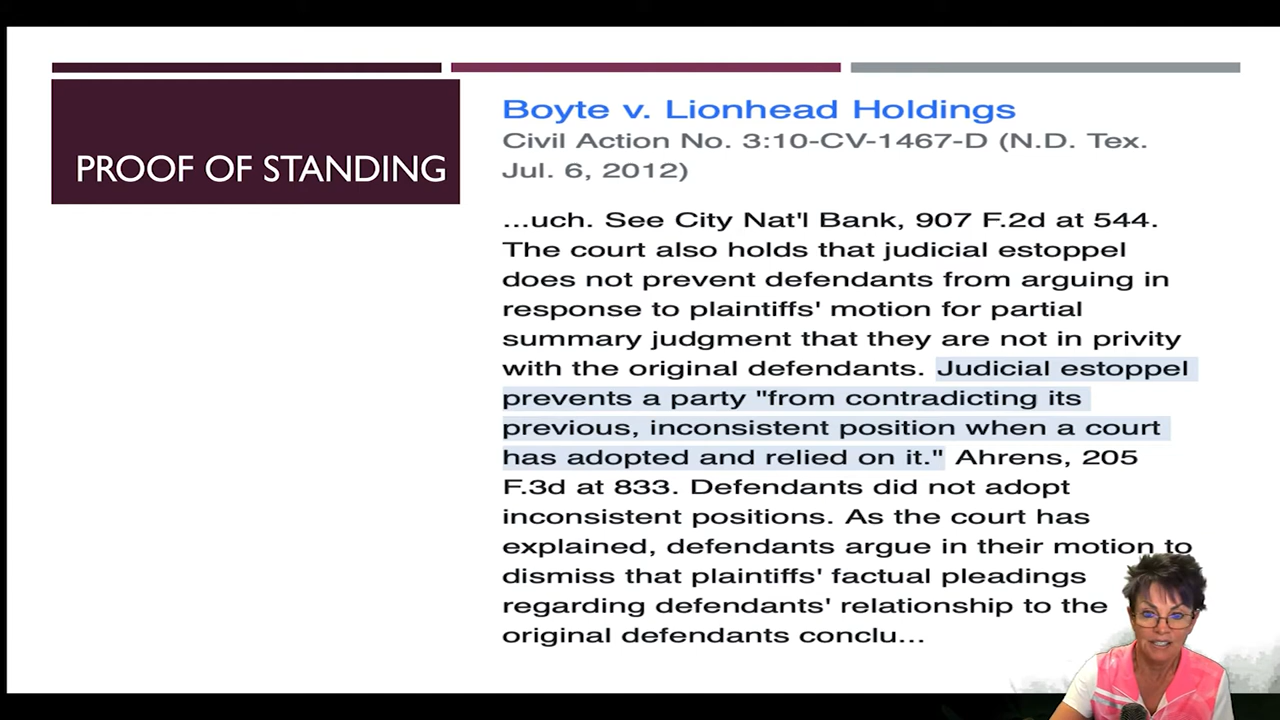 PROOF OF STANDING
Boyte v. Lionhead Holdings
Civil Action No. 3:10-CV-1467-D (N.D. Tex.
Jul. 6, 2012)
...uch. See City Nat'l Bank, 907 F.2d at 544.
The court also holds that judicial estoppel
does not prevent defendants from arguing in
response to plaintiffs' motion for partial
summary judgment that they are not in privity
with the original defendants. Judicial estoppel
prevents a party "from contradicting its
previous, inconsistent position when a court
has adopted and relied on it." Ahrens, 205
F.3d at 833. Defendants did not adopt
inconsistent positions. As the court has
explained, defendants argue in their motion to
dismiss that plaintiffs' factual pleadings
regarding defendants' relationship to the
original defendants conclu...